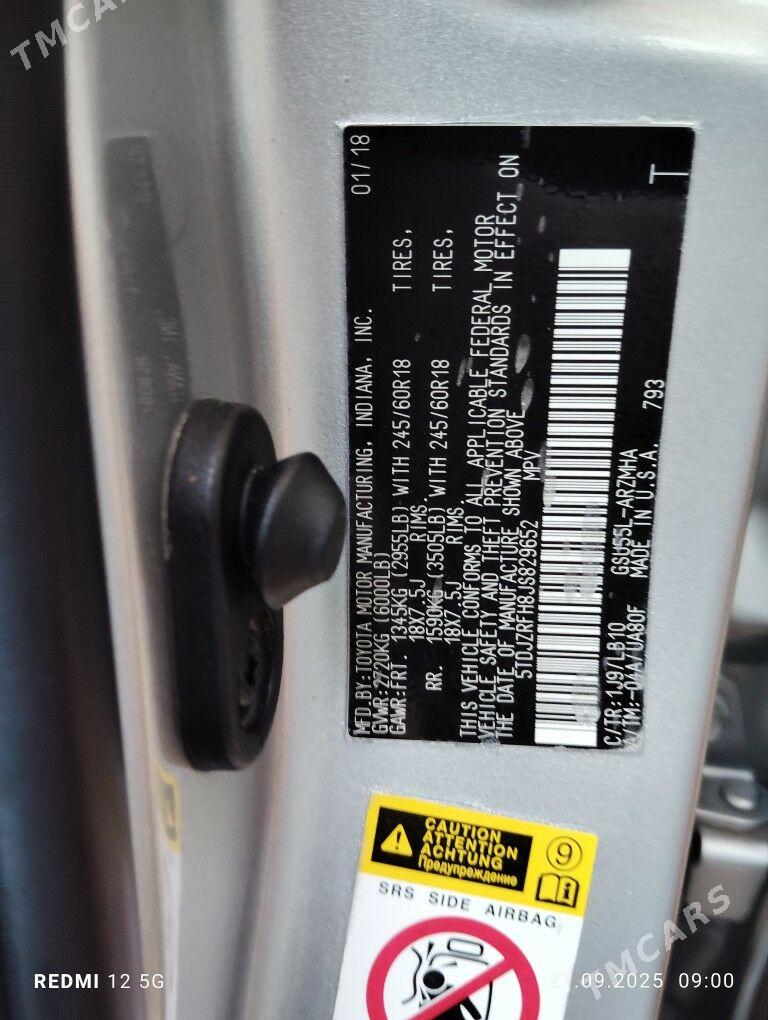 TMCARS
MFD.BY:TOYOTA MOTOR MANUFACTURING, INDIANA, INC. 01/18
GVWR:2720KG (6000LB)
GAWR:FRT. 1345KG (2955LB) WITH 245/60R18 TIRES,
18X7.5J RIMS,
RR. 1590KG (3505LB) WITH 245/60R18 TIRES,
18X7.5J RIMS,
THIS VEHICLE CONFORMS TO ALL APPLICABLE FEDERAL MOTOR
VEHICLE SAFETY AND THEFT PREVENTION STANDARDS IN EFFECT ON
THE DATE OF MANUFACTURE SHOWN ABOVE.
5TDJZRFH8JS829652 MPV
C/TR:1J9/LB10 GSU55L-ARZMHA
A/TM:-04A/UA80F MADE IN U.S.A. 793
T
CAUTION
ATTENTION
ACHTUNG
Предупреждение
9
SRS SIDE AIRBAG
REDMI 12 5G
.09.2025 09:00
TMCARS